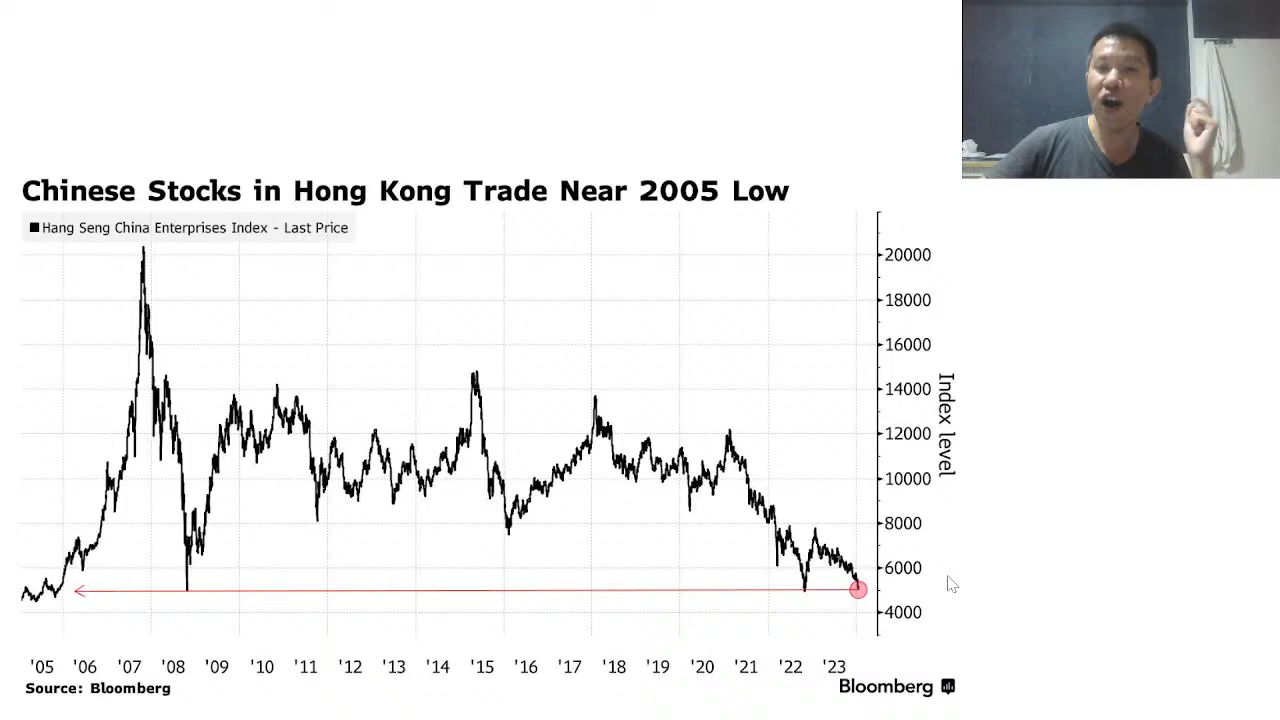 Chinese Stocks in Hong Kong Trade Near 2005 Low
Hang Seng China Enterprises Index - Last Price
20000
18000
16000
14000
12000
10000
8000
6000
4000
Index level
'05 '06 '07 '08 '09 '10 '11 '12 '13 '14 '15 '16 '17 '18 '19 '20 '21 '22 '23
Source: Bloomberg
Bloomberg